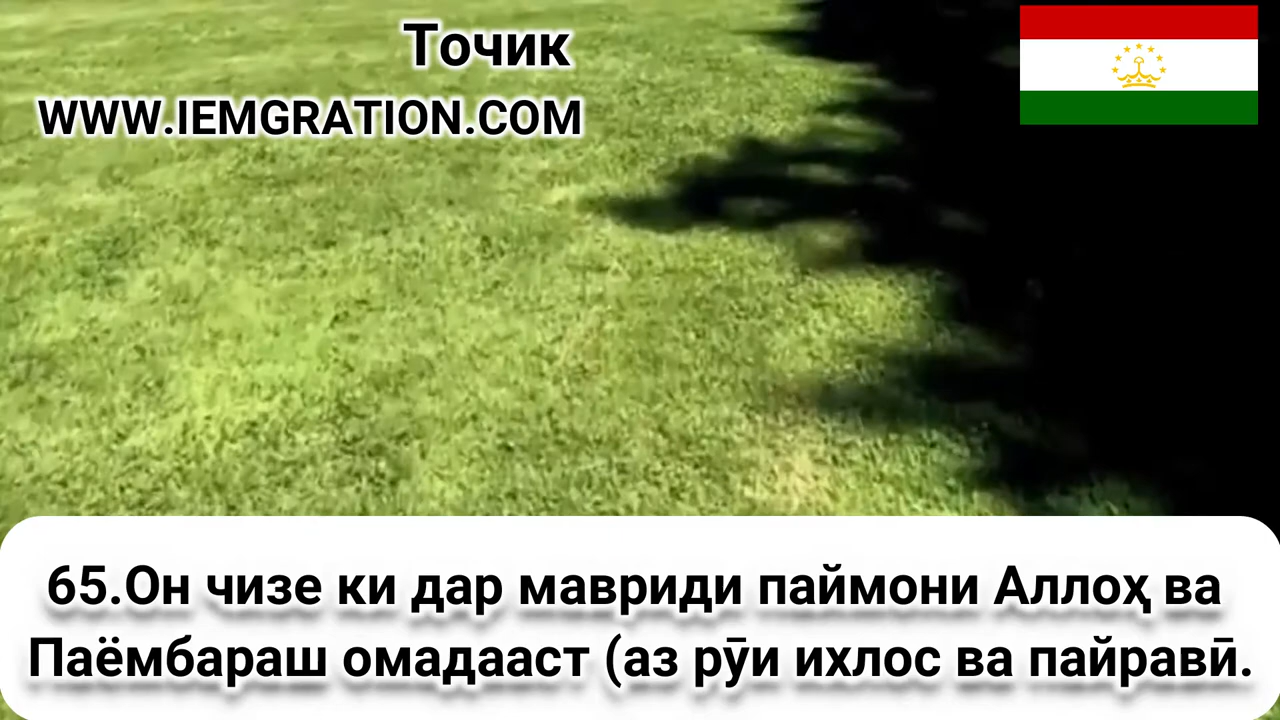 Точик
WWW.IEMGRATION.COM
65.Он чизе ки дар мавриди паймони Аллоҳ ва
Паёмбараш омадааст (аз рӯи ихлос ва пайравӣ.